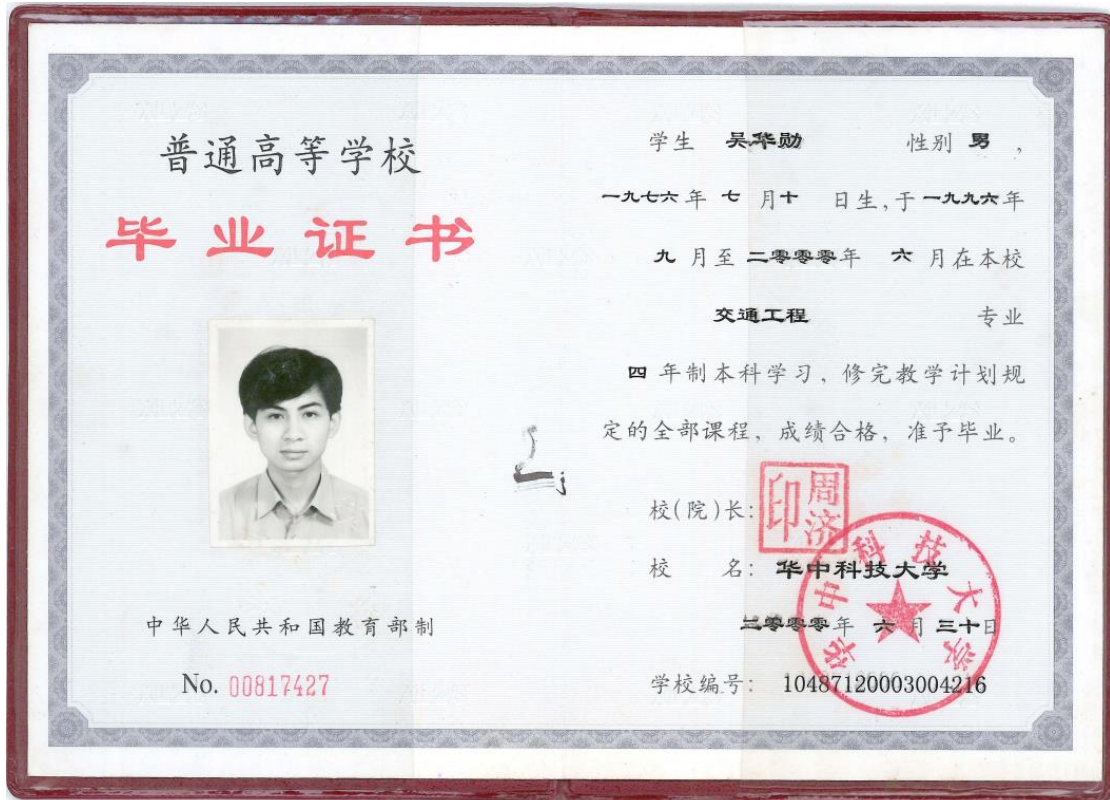 普通高等学校
毕业证书
中华人民共和国教育部制
No. 00817427
学生 吴华勋 性别 男,
一九七六年 七 月十 日生,于一九九六年
九 月至二零零零年 六 月在本校
交通工程 专业
四 年制本科学习,修完教学计划规
定的全部课程,成绩合格,准予毕业。
校(院)长:
周济印
校 名: 华中科技大学
华中科技大学
二零零零年 六 月 三十日
学校编号: 10487120003004216